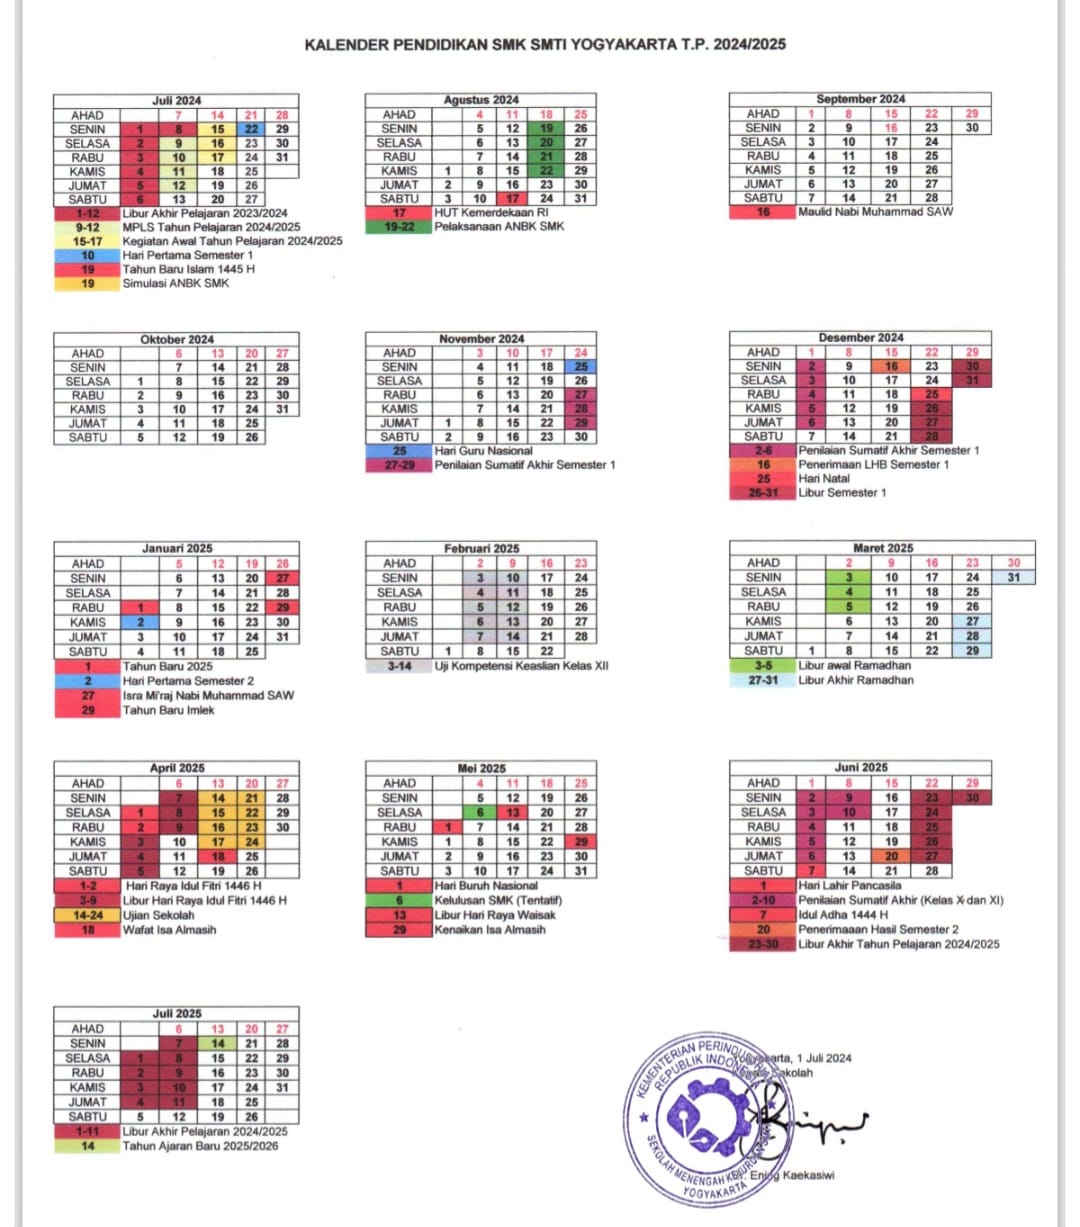 KALENDER PENDIDIKAN SMK SMTI YOGYAKARTA T.P. 2024/2025
Juli 2024
AHAD 7 14 21 28
SENIN 1 8 15 22 29
SELASA 2 9 16 23 30
RABU 3 10 17 24 31
KAMIS 4 11 18 25
JUMAT 5 12 19 26
SABTU 6 13 20 27
1-12 Libur Akhir Pelajaran 2023/2024
9-12 MPLS Tahun Pelajaran 2024/2025
15-17 Kegiatan Awal Tahun Pelajaran 2024/2025
10 Hari Pertama Semester 1
19 Tahun Baru Islam 1445 H
19 Simulasi ANBK SMK
Agustus 2024
AHAD 4 11 18 25
SENIN 5 12 19 26
SELASA 6 13 20 27
RABU 7 14 21 28
KAMIS 1 8 15 22 29
JUMAT 2 9 16 23 30
SABTU 3 10 17 24 31
17 HUT Kemerdekaan RI
19-22 Pelaksanaan ANBK SMK
September 2024
AHAD 1 8 15 22 29
SENIN 2 9 16 23 30
SELASA 3 10 17 24
RABU 4 11 18 25
KAMIS 5 12 19 26
JUMAT 6 13 20 27
SABTU 7 14 21 28
16 Maulid Nabi Muhammad SAW
Oktober 2024
AHAD 6 13 20 27
SENIN 7 14 21 28
SELASA 1 8 15 22 29
RABU 2 9 16 23 30
KAMIS 3 10 17 24 31
JUMAT 4 11 18 25
SABTU 5 12 19 26
November 2024
AHAD 3 10 17 24
SENIN 4 11 18 25
SELASA 5 12 19 26
RABU 6 13 20 27
KAMIS 7 14 21 28
JUMAT 1 8 15 22 29
SABTU 2 9 16 23 30
25 Hari Guru Nasional
27-29 Penilaian Sumatif Akhir Semester 1
Desember 2024
AHAD 1 8 15 22 29
SENIN 2 9 16 23 30
SELASA 3 10 17 24 31
RABU 4 11 18 25
KAMIS 5 12 19 26
JUMAT 6 13 20 27
SABTU 7 14 21 28
2-6 Penilaian Sumatif Akhir Semester 1
16 Penerimaan LHB Semester 1
25 Hari Natal
26-31 Libur Semester 1
Januari 2025
AHAD 5 12 19 26
SENIN 6 13 20 27
SELASA 7 14 21 28
RABU 1 8 15 22 29
KAMIS 2 9 16 23 30
JUMAT 3 10 17 24 31
SABTU 4 11 18 25
1 Tahun Baru 2025
2 Hari Pertama Semester 2
27 Isra Mi'raj Nabi Muhammad SAW
29 Tahun Baru Imlek
Februari 2025
AHAD 2 9 16 23
SENIN 3 10 17 24
SELASA 4 11 18 25
RABU 5 12 19 26
KAMIS 6 13 20 27
JUMAT 7 14 21 28
SABTU 1 8 15 22
3-14 Uji Kompetensi Keaslian Kelas XII
Maret 2025
AHAD 2 9 16 23 30
SENIN 3 10 17 24 31
SELASA 4 11 18 25
RABU 5 12 19 26
KAMIS 6 13 20 27
JUMAT 7 14 21 28
SABTU 1 8 15 22 29
3-5 Libur awal Ramadhan
27-31 Libur Akhir Ramadhan
April 2025
AHAD 6 13 20 27
SENIN 7 14 21 28
SELASA 1 8 15 22 29
RABU 2 9 16 23 30
KAMIS 3 10 17 24
JUMAT 4 11 18 25
SABTU 5 12 19 26
1-2 Hari Raya Idul Fitri 1446 H
3-9 Libur Hari Raya Idul Fitri 1446 H
14-24 Ujian Sekolah
18 Wafat Isa Almasih
Mei 2025
AHAD 4 11 18 25
SENIN 5 12 19 26
SELASA 6 13 20 27
RABU 1 7 14 21 28
KAMIS 1 8 15 22 29
JUMAT 2 9 16 23 30
SABTU 3 10 17 24 31
1 Hari Buruh Nasional
6 Kelulusan SMK (Tentatif)
13 Libur Hari Raya Waisak
29 Kenaikan Isa Almasih
Juni 2025
AHAD 1 8 15 22 29
SENIN 2 9 16 23 30
SELASA 3 10 17 24
RABU 4 11 18 25
KAMIS 5 12 19 26
JUMAT 6 13 20 27
SABTU 7 14 21 28
1 Hari Lahir Pancasila
2-10 Penilaian Sumatif Akhir (Kelas X dan XI)
7 Idul Adha 1444 H
20 Penerimaaan Hasil Semester 2
23-30 Libur Akhir Tahun Pelajaran 2024/2025
Juli 2025
AHAD 6 13 20 27
SENIN 7 14 21 28
SELASA 1 8 15 22 29
RABU 2 9 16 23 30
KAMIS 3 10 17 24 31
JUMAT 4 11 18 25
SABTU 5 12 19 26
1-11 Libur Akhir Pelajaran 2024/2025
14 Tahun Ajaran Baru 2025/2026
Yogyakarta, 1 Juli 2024
Kepala Sekolah
KEMENTERIAN PERINDUSTRIAN
REPUBLIK INDONESIA
SEKOLAH MENENGAH KEJURUAN SMTI
YOGYAKARTA
Eniog Kaekasiwi